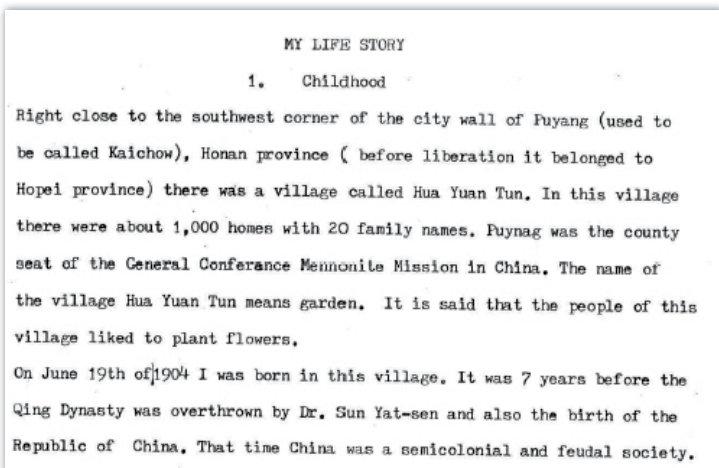 MY LIFE STORY
1. Childhood
Right close to the southwest corner of the city wall of Puyang (used to
be called Kaichow), Honan province ( before liberation it belonged to
Hopei province) there was a village called Hua Yuan Tun. In this village
there were about 1,000 homes with 20 family names. Puynag was the county
seat of the General Conferance Mennonite Mission in China. The name of
the village Hua Yuan Tun means garden. It is said that the people of this
village liked to plant flowers.
On June 19th of 1904 I was born in this village. It was 7 years before the
Qing Dynasty was overthrown by Dr. Sun Yat-sen and also the birth of the
Republic of China. That time China was a semicolonial and feudal society.